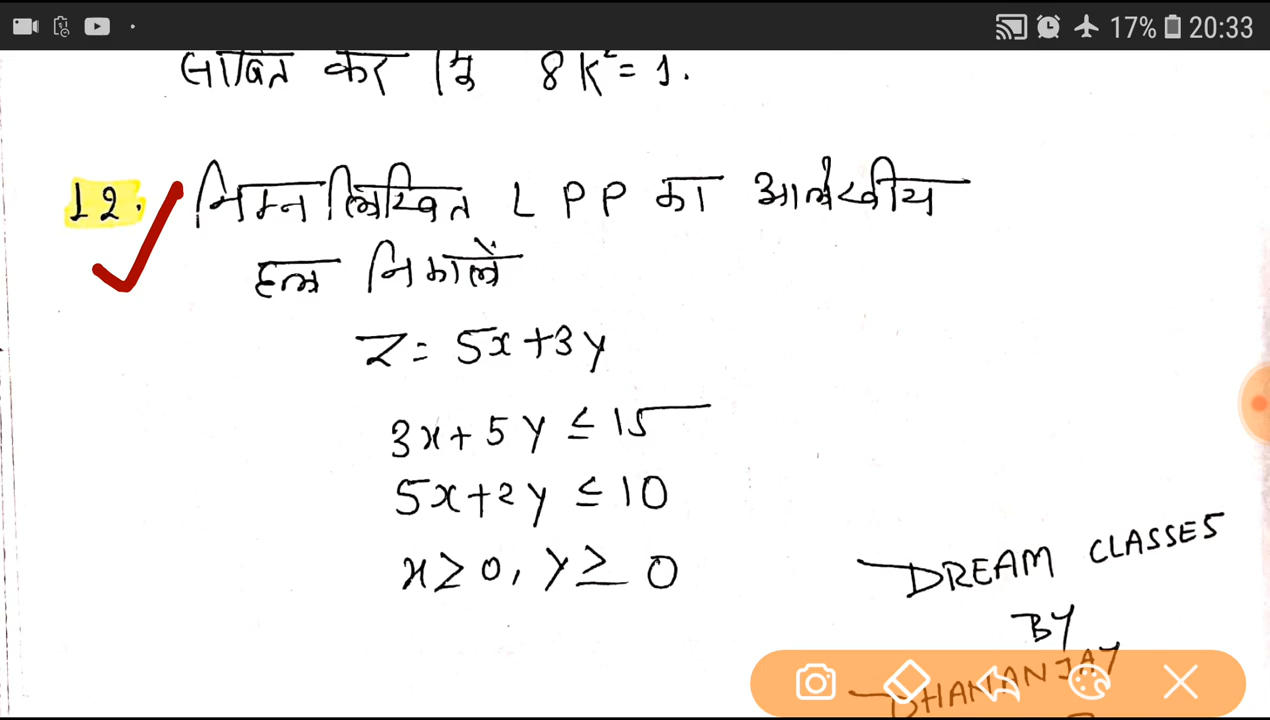 17% 20:33
साबित करें कि 8k²=1.
12. निम्नलिखित LPP का आलेखीय
हल निकालें
Z = 5x+3y
3x+5y ≤ 15
5x+2y ≤ 10
x ≥ 0, y ≥ 0
DREAM CLASSES
BY
DHANANJAY